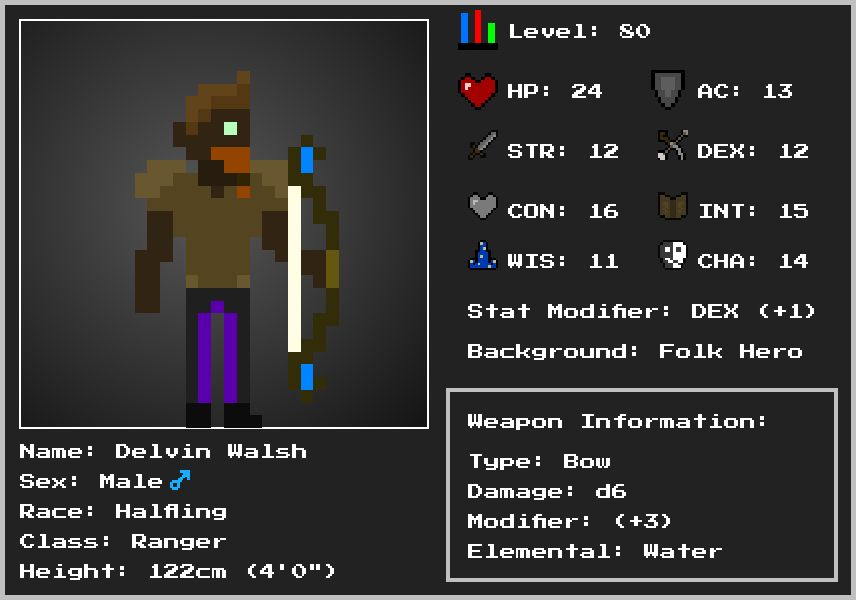 Level: 80
HP: 24 AC: 13
STR: 12 DEX: 12
CON: 16 INT: 15
WIS: 11 CHA: 14
Stat Modifier: DEX (+1)
Background: Folk Hero
Weapon Information:
Type: Bow
Damage: d6
Modifier: (+3)
Elemental: Water
Name: Delvin Walsh
Sex: Male ♂
Race: Halfling
Class: Ranger
Height: 122cm (4'0")